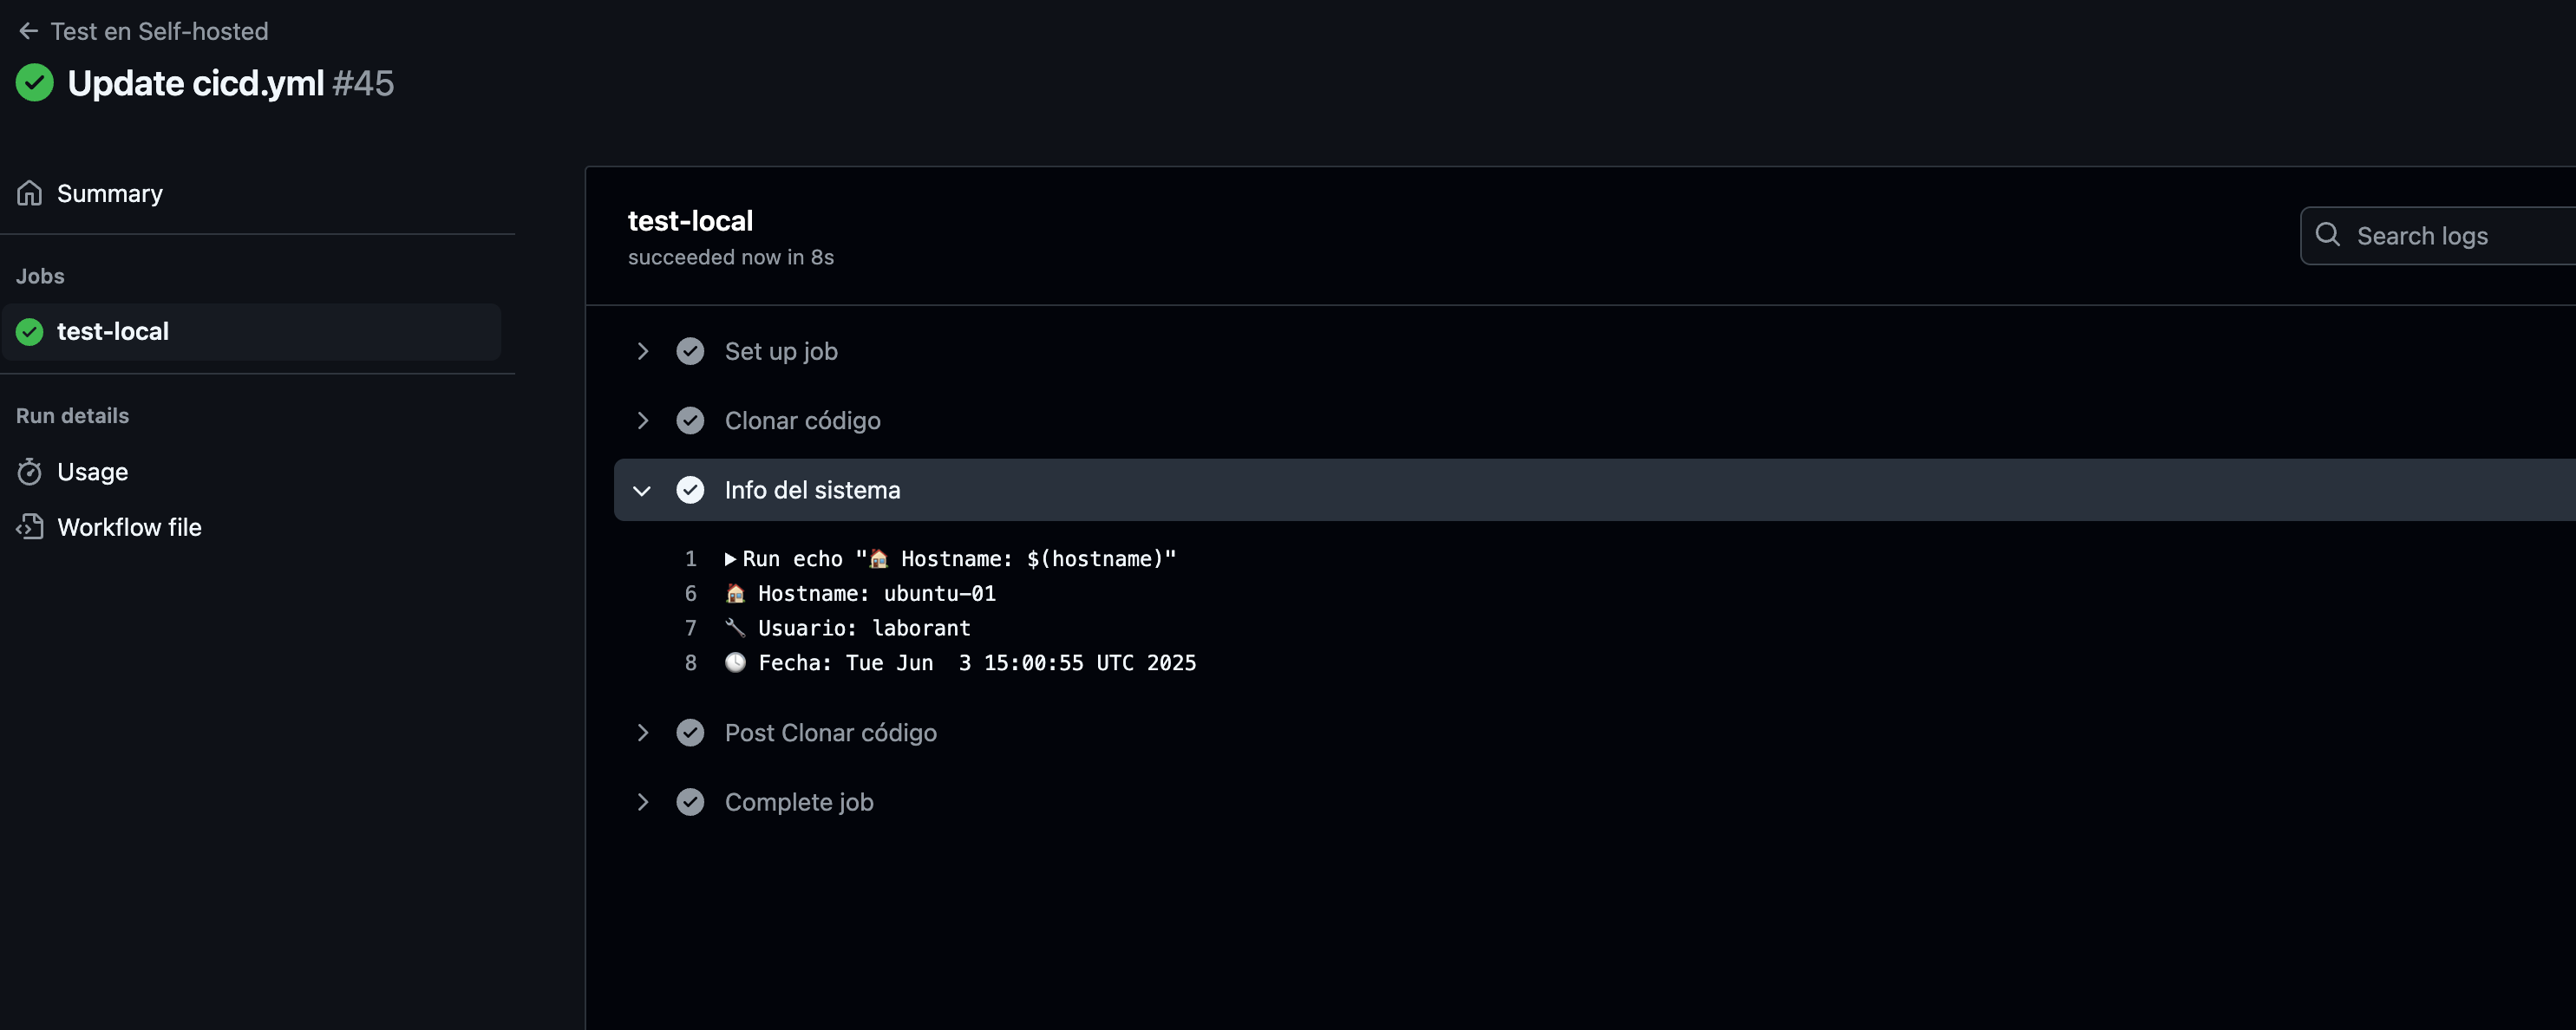 ← Test en Self-hosted
Update cicd.yml #45
Summary
Jobs
test-local
Run details
Usage
Workflow file
test-local
succeeded now in 8s
Search logs
Set up job
Clonar código
Info del sistema
1 ▶ Run echo "🏠 Hostname: $(hostname)"
6 🏠 Hostname: ubuntu-01
7 🔧 Usuario: laborant
8 🕓 Fecha: Tue Jun  3 15:00:55 UTC 2025
Post Clonar código
Complete job